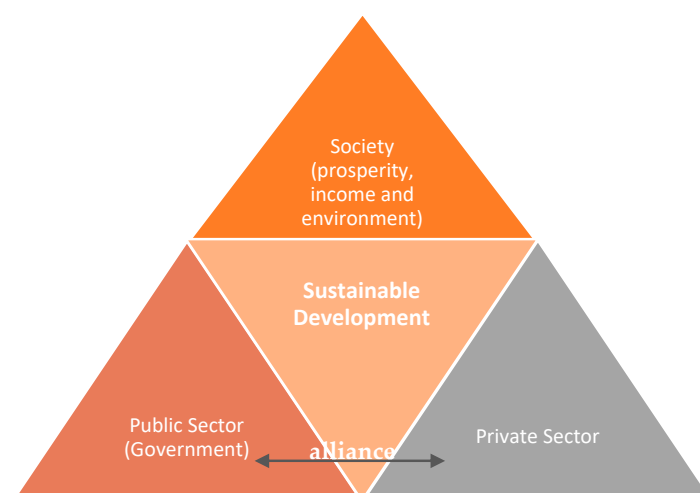 Society
(prosperity,
income and
environment)
Sustainable
Development
Public Sector
(Government)
alliance
Private Sector